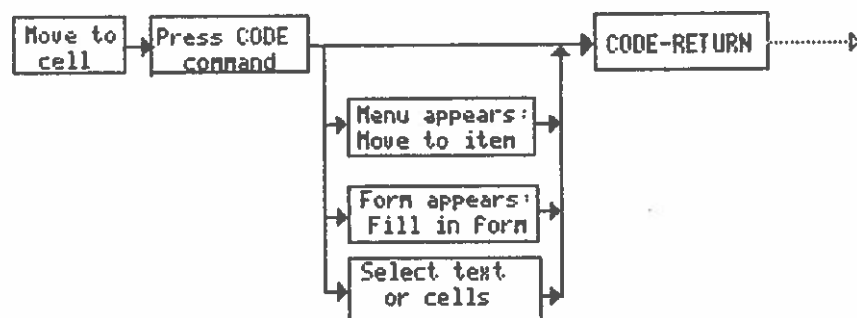 Move to
cell
Press CODE
command
CODE-RETURN
Menu appears:
Move to item
Form appears:
Fill in form
Select text
or cells